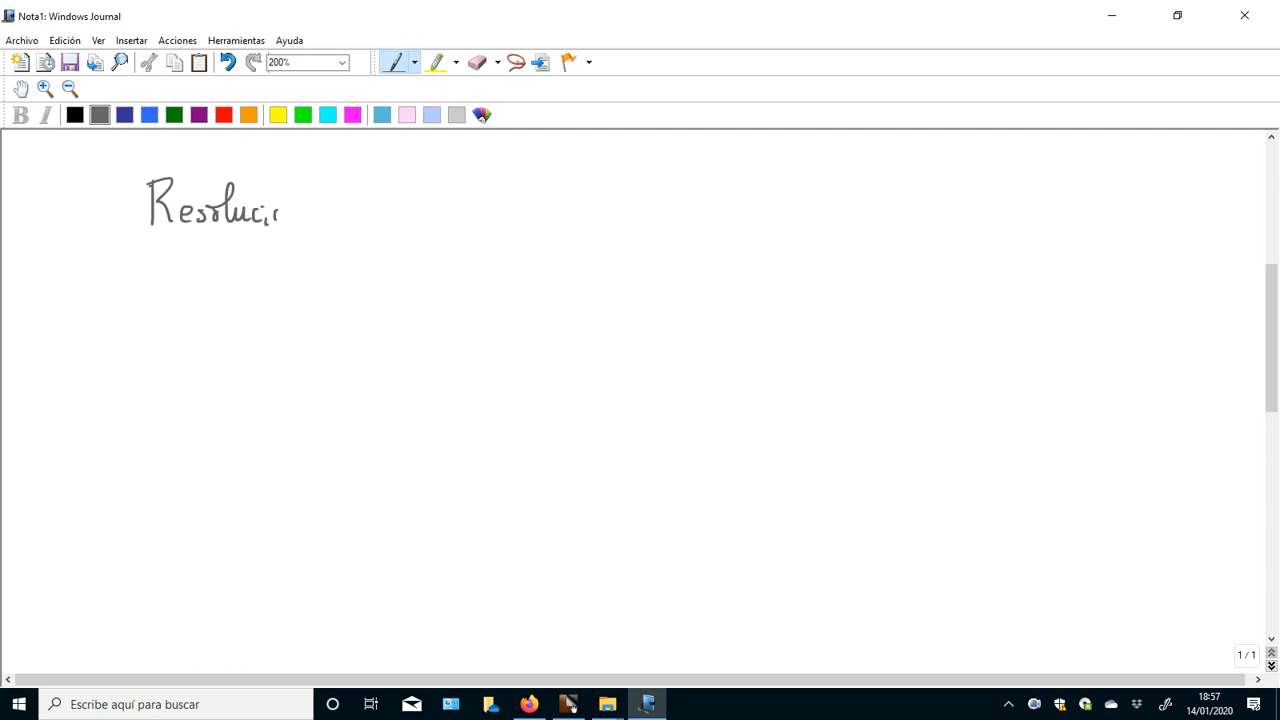 Nota1: Windows Journal
Archivo Edición Ver Insertar Acciones Herramientas Ayuda
200%
B I
Resoluci
1 / 1
Escribe aquí para buscar
18:57
14/01/2020